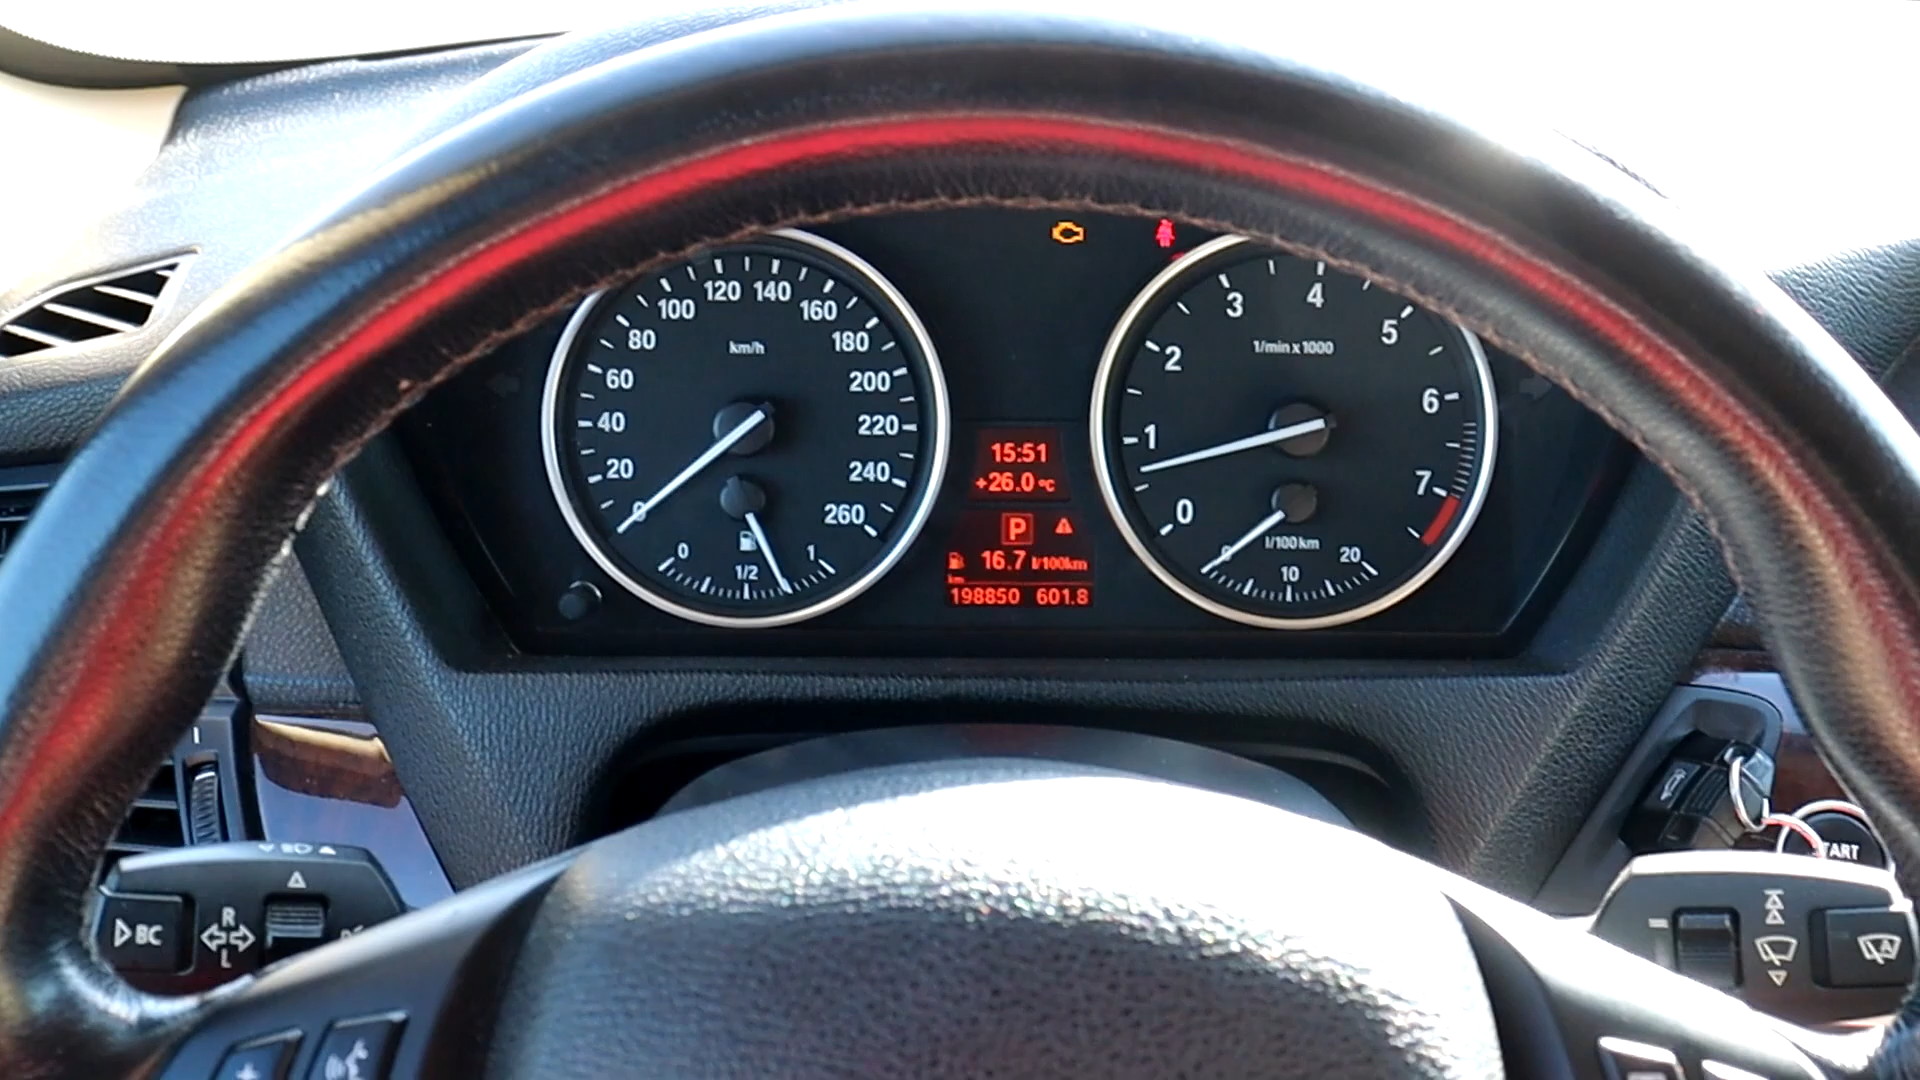 0
20
40
60
80
100
120
140
160
180
200
220
240
260
km/h
0
1/2
1
15:51
+26.0 °C
P
16.7 l/100km
km
198850 601.8
0
1
2
3
4
5
6
7
1/min x 1000
l/100km
0
10
20
BC
R
L
START
A